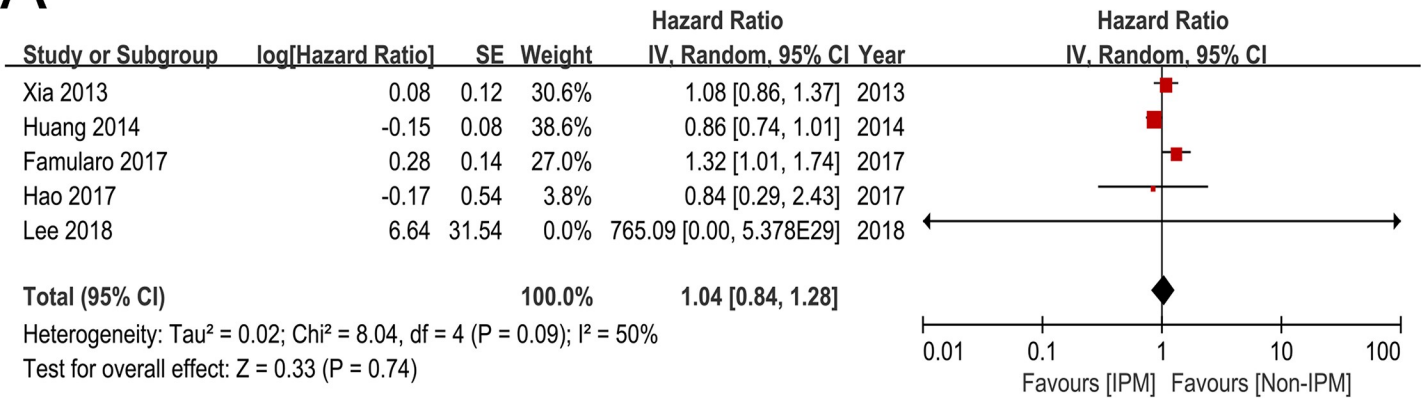 A
Hazard Ratio Hazard Ratio
Study or Subgroup log[Hazard Ratio] SE Weight IV, Random, 95% CI Year IV, Random, 95% CI
Xia 2013 0.08 0.12 30.6% 1.08 [0.86, 1.37] 2013
Huang 2014 -0.15 0.08 38.6% 0.86 [0.74, 1.01] 2014
Famularo 2017 0.28 0.14 27.0% 1.32 [1.01, 1.74] 2017
Hao 2017 -0.17 0.54 3.8% 0.84 [0.29, 2.43] 2017
Lee 2018 6.64 31.54 0.0% 765.09 [0.00, 5.378E29] 2018
Total (95% CI) 100.0% 1.04 [0.84, 1.28]
Heterogeneity: Tau² = 0.02; Chi² = 8.04, df = 4 (P = 0.09); I² = 50%
Test for overall effect: Z = 0.33 (P = 0.74)
0.01 0.1 1 10 100
Favours [IPM] Favours [Non-IPM]